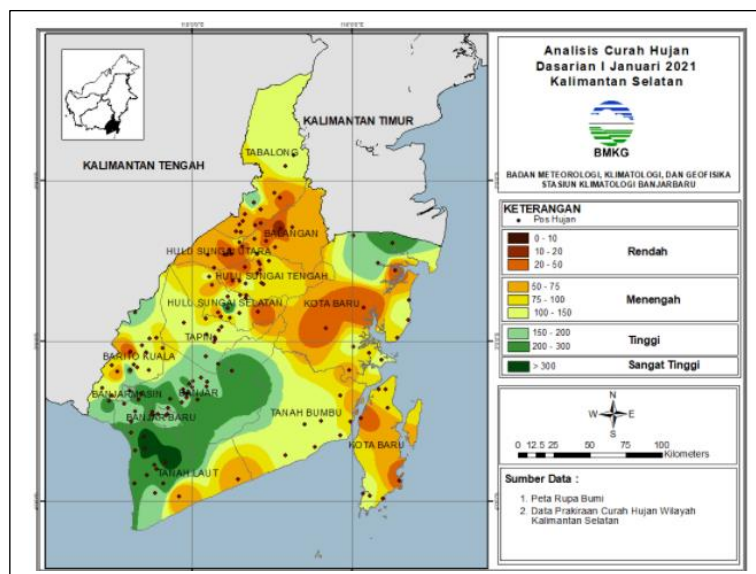 Analisis Curah Hujan
Dasarian I Januari 2021
Kalimantan Selatan
BMKG
BADAN METEOROLOGI, KLIMATOLOGI, DAN GEOFISIKA
STASIUN KLIMATOLOGI BANJARBARU
KETERANGAN
Pos Hujan
0 - 10
10 - 20
20 - 50
Rendah
50 - 75
75 - 100
100 - 150
Menengah
150 - 200
200 - 300
Tinggi
> 300
Sangat Tinggi
N
W E
S
0 12.5 25 50 75 100
Kilometers
Sumber Data :
1. Peta Rupa Bumi
2. Data Prakiraan Curah Hujan Wilayah
Kalimantan Selatan
KALIMANTAN TIMUR
KALIMANTAN TENGAH
TABALONG
BALANGAN
HULU SUNGAI UTARA
HULU SUNGAI TENGAH
HULU SUNGAI SELATAN
KOTA BARU
TAPIN
BARITO KUALA
BANJARMASIN
BANJAR
BANJAR BARU
TANAH BUMBU
KOTA BARU
TANAH LAUT